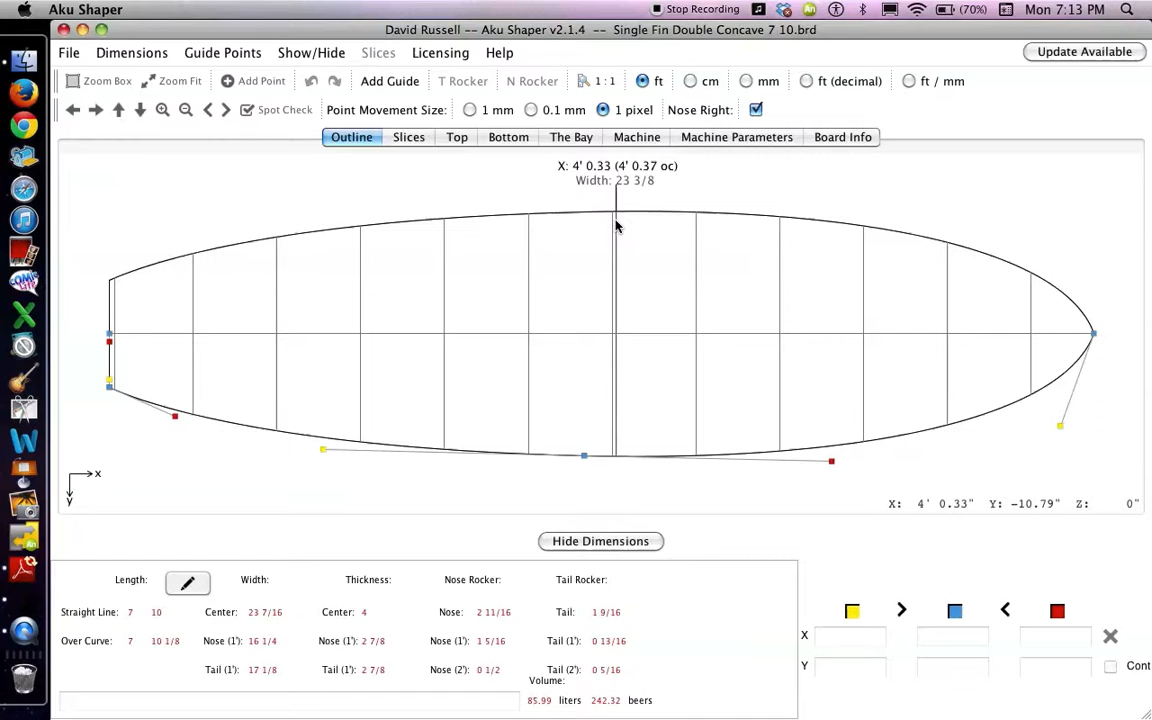 Aku Shaper
Stop Recording
(70%)
Mon 7:13 PM
David Russell -- Aku Shaper v2.1.4 -- Single Fin Double Concave 7 10.brd
File Dimensions Guide Points Show/Hide Slices Licensing Help
Update Available
Zoom Box Zoom Fit Add Point Add Guide T Rocker N Rocker 1 : 1 ft cm mm ft (decimal) ft / mm
Spot Check Point Movement Size: 1 mm 0.1 mm 1 pixel Nose Right:
Outline Slices Top Bottom The Bay Machine Machine Parameters Board Info
X: 4' 0.33 (4' 0.37 oc)
Width: 23 3/8
x
y
X: 4' 0.33" Y: -10.79" Z: 0"
Hide Dimensions
Length: Width: Thickness: Nose Rocker: Tail Rocker:
Straight Line: 7 10 Center: 23 7/16 Center: 4 Nose: 2 11/16 Tail: 1 9/16
Over Curve: 7 10 1/8 Nose (1'): 16 1/4 Nose (1'): 2 7/8 Nose (1'): 1 5/16 Tail (1'): 0 13/16
Tail (1'): 17 1/8 Tail (1'): 2 7/8 Nose (2'): 0 1/2 Tail (2'): 0 5/16
Volume:
85.99 liters 242.32 beers
X
Y
Cont